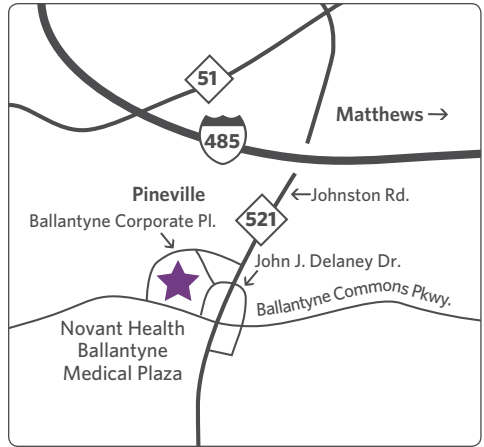 51
Matthews →
485
Pineville
←Johnston Rd.
Ballantyne Corporate Pl.
521
John J. Delaney Dr.
Ballantyne Commons Pkwy.
Novant Health
Ballantyne
Medical Plaza